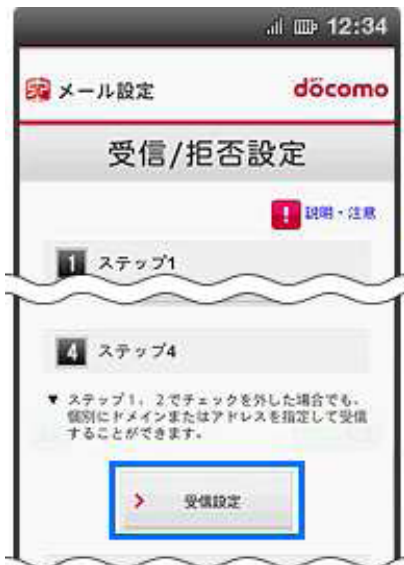 12:34
メール設定
döcomo
受信/拒否設定
! 説明・注意
1 ステップ1
4 ステップ4
▼ ステップ1、2でチェックを外した場合でも、
個別にドメインまたはアドレスを指定して受信
することができます。
受信設定